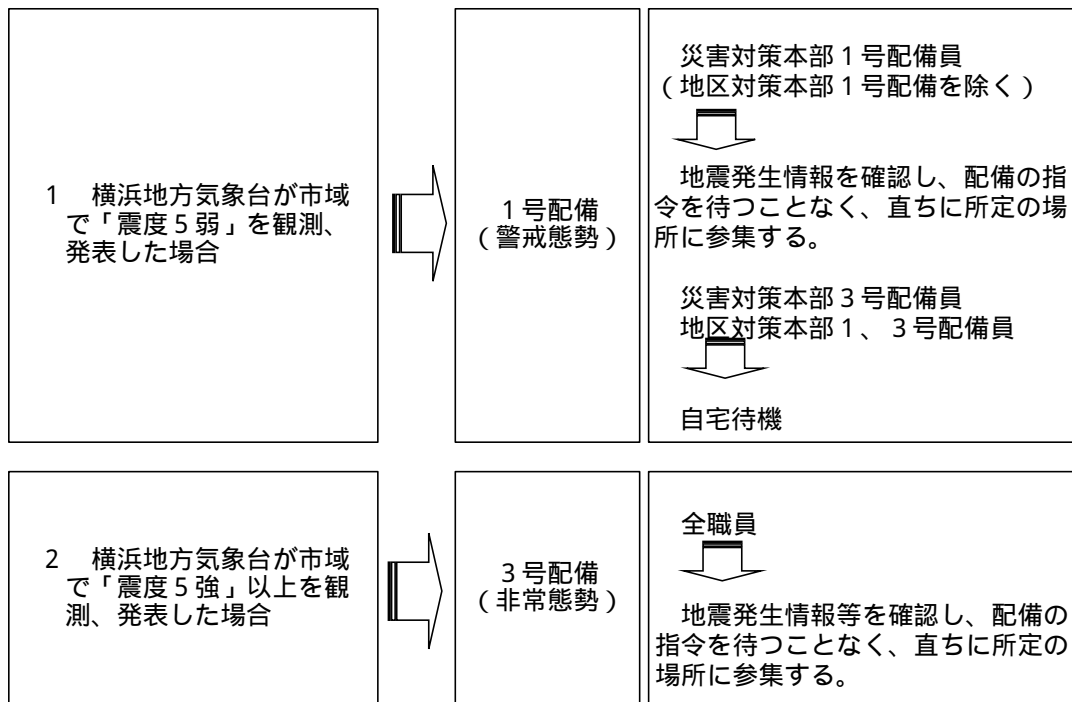 1 横浜地方気象台が市域
で「震度5弱」を観測、
発表した場合
1号配備
(警戒態勢)
災害対策本部1号配備員
(地区対策本部1号配備を除く)
地震発生情報を確認し、配備の指
令を待つことなく、直ちに所定の場
所に参集する。
災害対策本部3号配備員
地区対策本部1、3号配備員
自宅待機
2 横浜地方気象台が市域
で「震度5強」以上を観
測、発表した場合
3号配備
(非常態勢)
全職員
地震発生情報等を確認し、配備の
指令を待つことなく、直ちに所定の
場所に参集する。